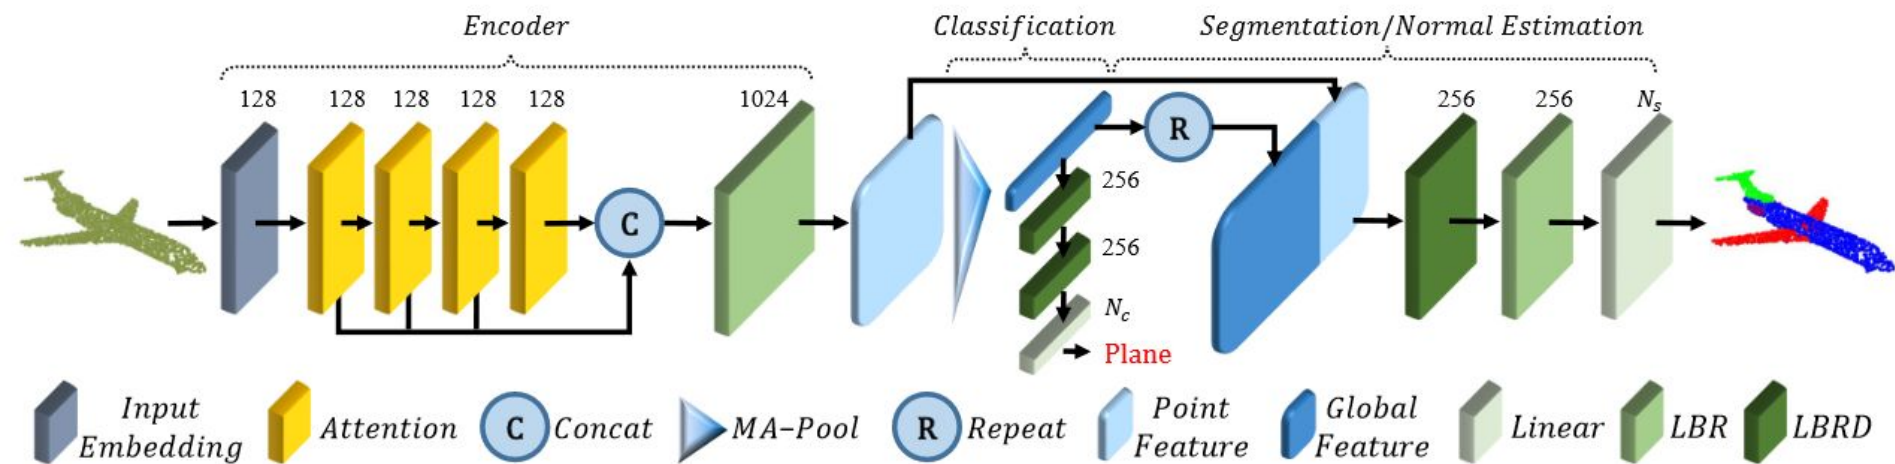 Encoder
Classification
Segmentation/Normal Estimation
128
128
128
128
128
1024
256
256
N_s
256
256
N_c
Plane
C
R
Input
Embedding
Attention
C
Concat
MA−Pool
R
Repeat
Point
Feature
Global
Feature
Linear
LBR
LBRD